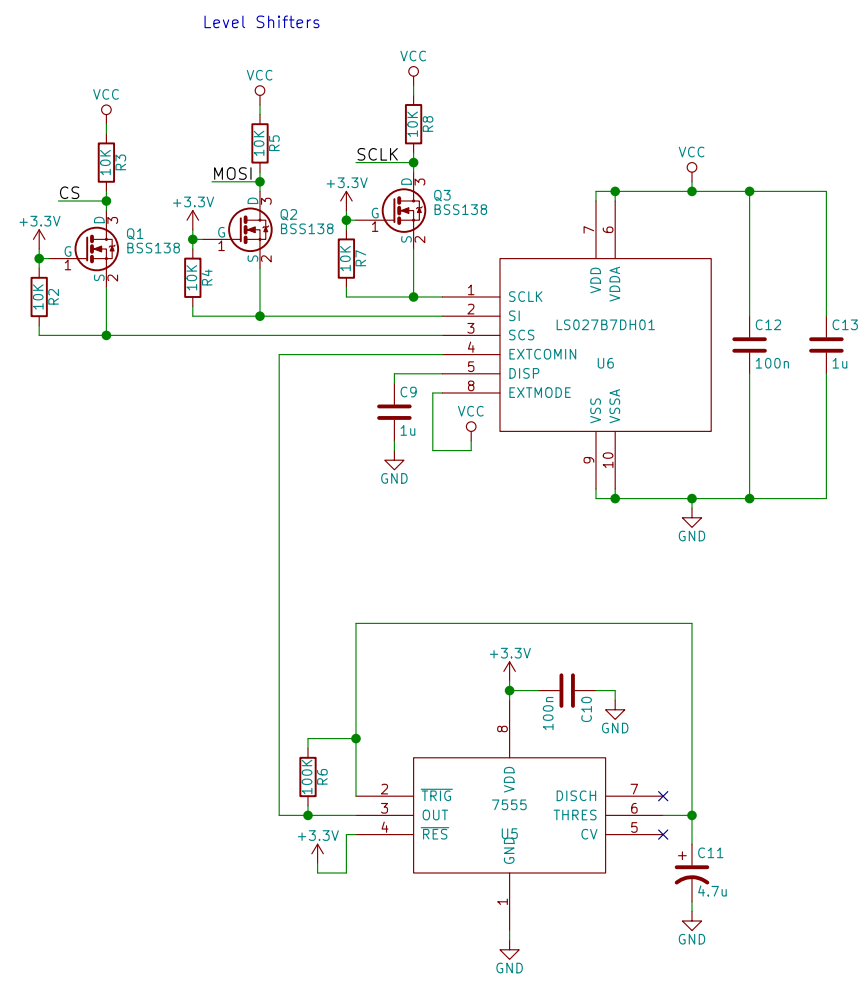 Level Shifters
VCC
10K
R3
CS
+3.3V
D
3
Q1
BSS138
G
1
S
2
10K
R2
VCC
10K
R5
MOSI
+3.3V
D
3
Q2
BSS138
G
1
S
2
10K
R4
VCC
10K
R8
SCLK
+3.3V
D
3
Q3
BSS138
G
1
S
2
10K
R7
VCC
7
6
VDD
VDDA
1
SCLK
2
SI
3
SCS
4
EXTCOMIN
5
DISP
8
EXTMODE
LS027B7DH01
U6
VSS
VSSA
9
10
C12
100n
C13
1u
C9
1u
GND
VCC
GND
+3.3V
100n
C10
GND
8
VDD
100K
R6
2
TRIG
3
OUT
4
RES
+3.3V
7555
U5
GND
DISCH
7
THRES
6
CV
5
1
GND
+
C11
4.7u
GND